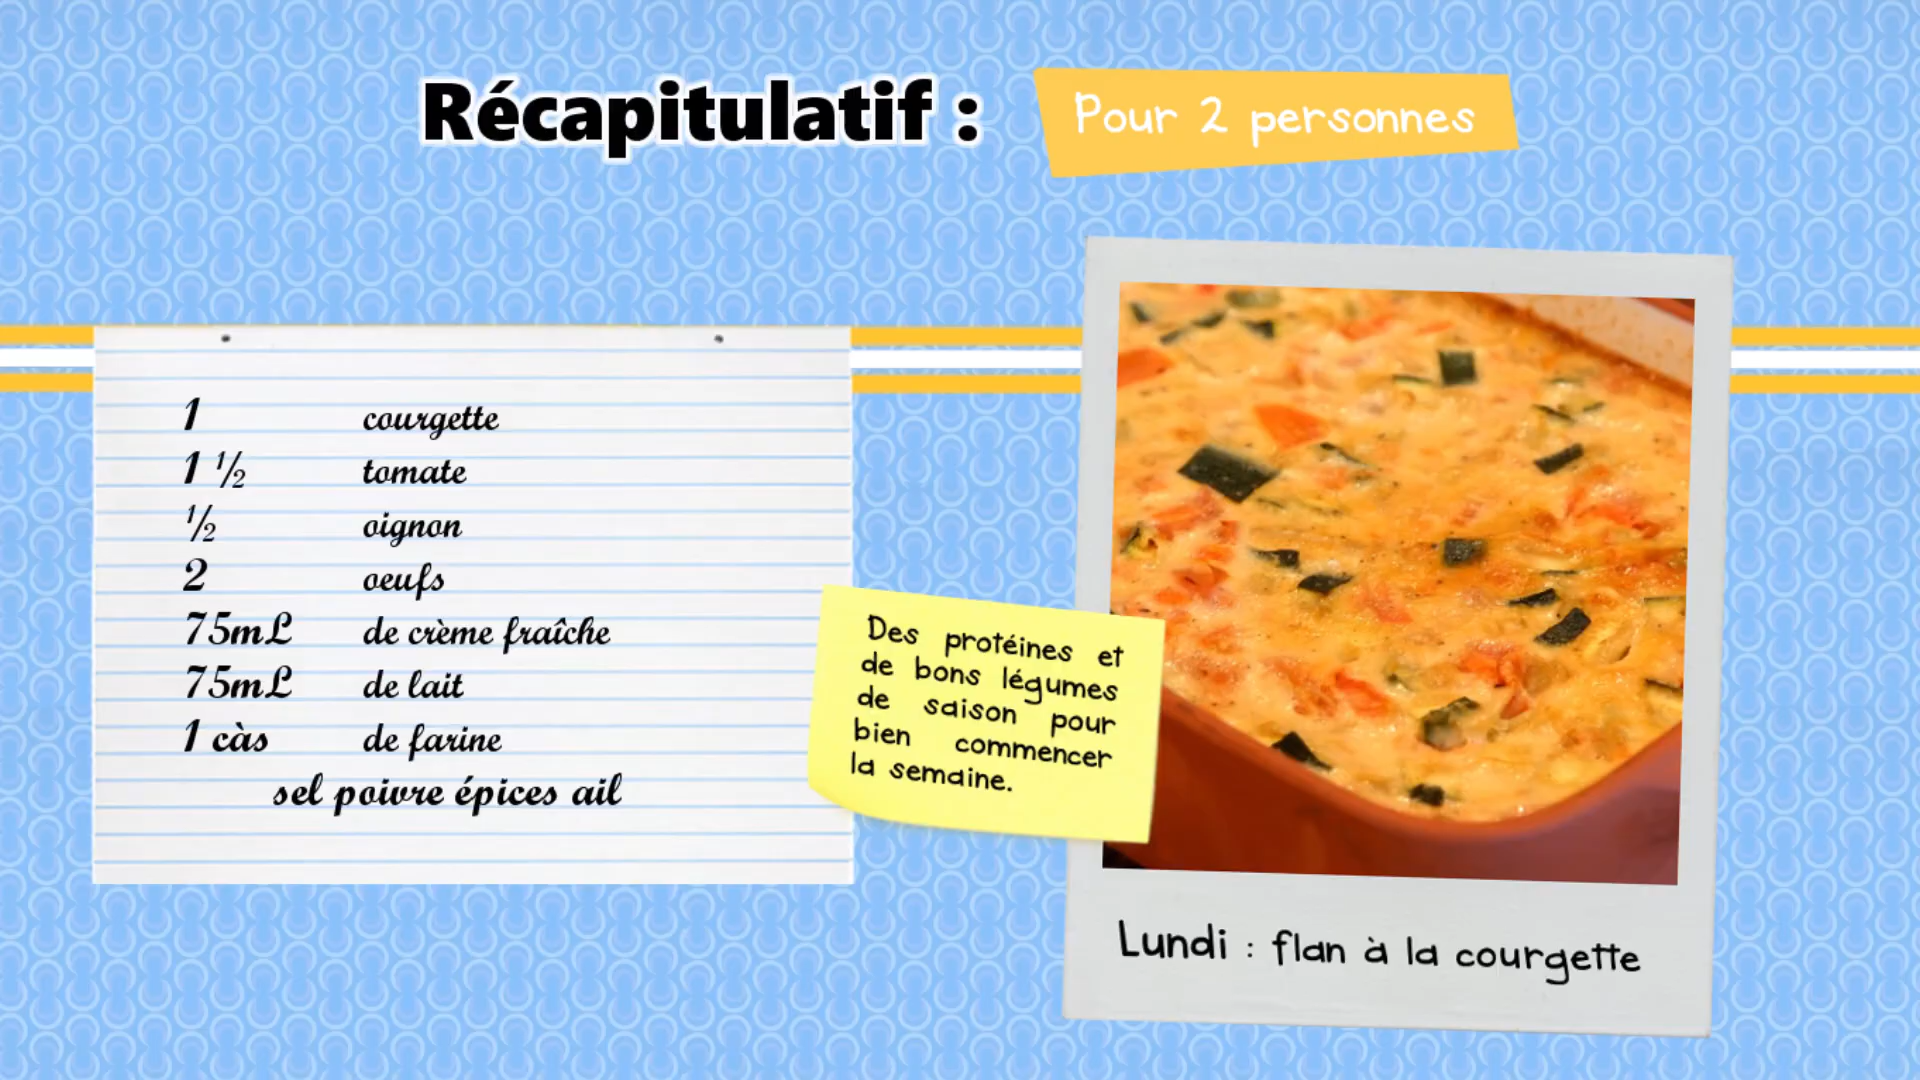 Récapitulatif :
Pour 2 personnes
1 courgette
1 ½ tomate
½ oignon
2 oeufs
75mL de crème fraîche
75mL de lait
1 càs de farine
sel poivre épices ail
Des protéines et
de bons légumes
de saison pour
bien commencer
la semaine.
Lundi : flan à la courgette